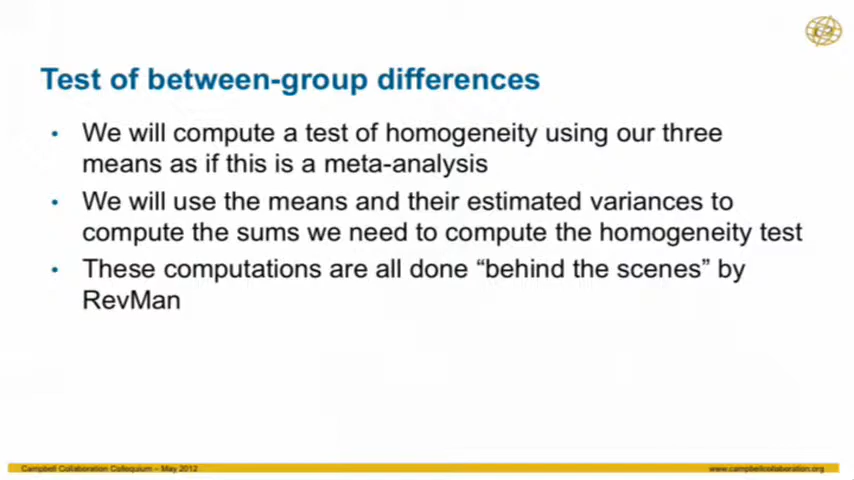 Test of between-group differences
• We will compute a test of homogeneity using our three
means as if this is a meta-analysis
• We will use the means and their estimated variances to
compute the sums we need to compute the homogeneity test
• These computations are all done “behind the scenes” by
RevMan
Campbell Collaboration Colloquium – May 2012
www.campbellcollaboration.org